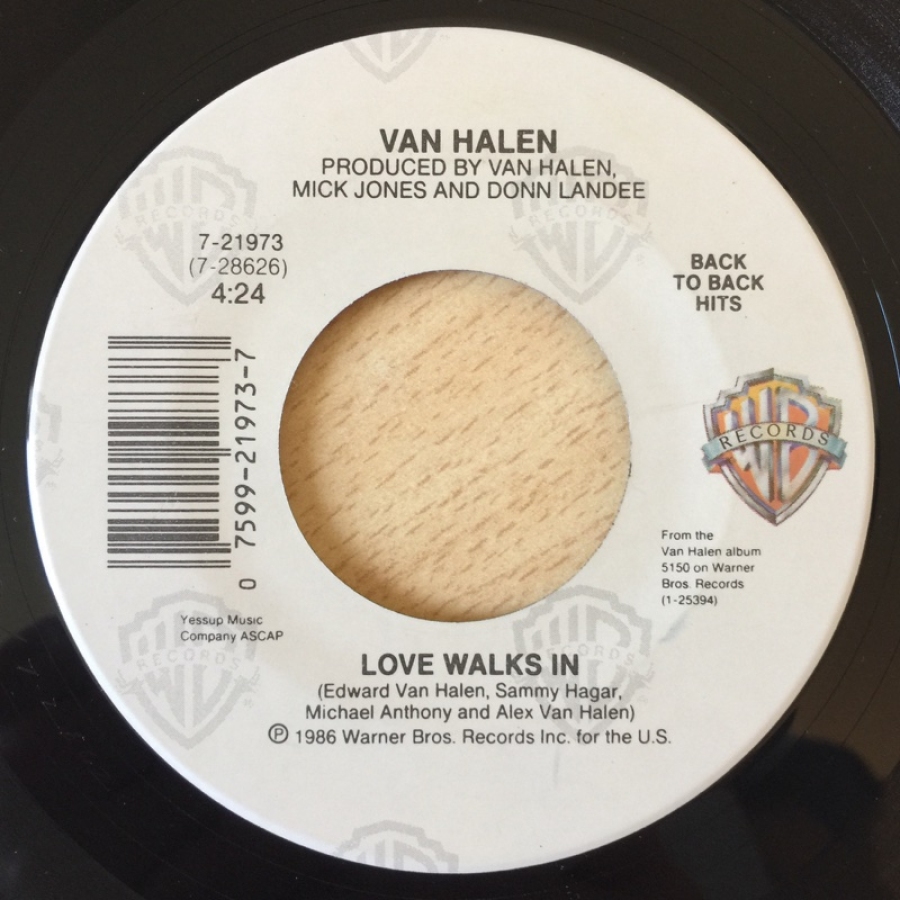 VAN HALEN
PRODUCED BY VAN HALEN,
MICK JONES AND DONN LANDEE
7-21973
(7-28626)
4:24
BACK
TO BACK
HITS
0 7599-21973-7
WB
RECORDS
From the
Van Halen album
5150 on Warner
Bros. Records
(1-25394)
Yessup Music
Company ASCAP
LOVE WALKS IN
(Edward Van Halen, Sammy Hagar,
Michael Anthony and Alex Van Halen)
℗ 1986 Warner Bros. Records Inc. for the U.S.